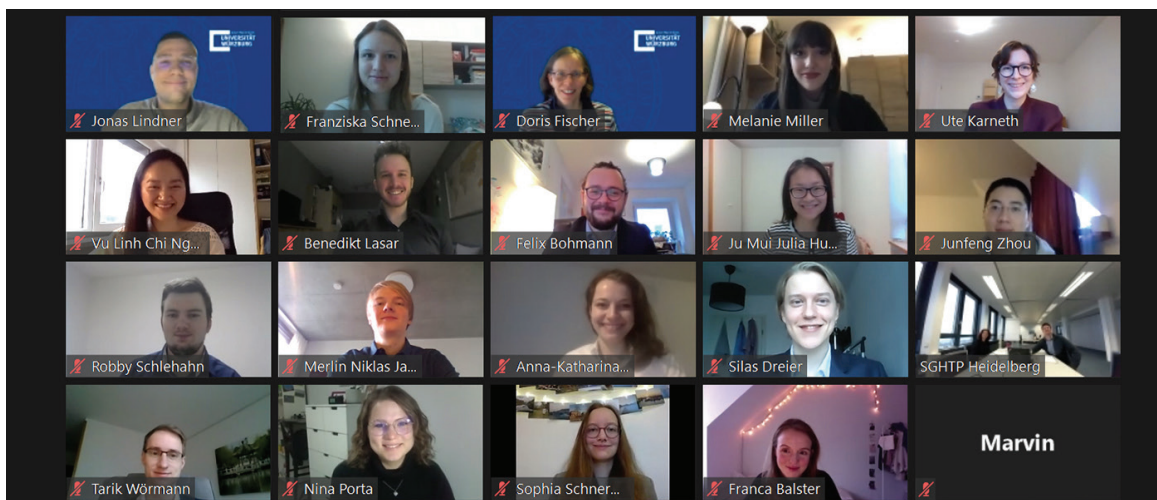 UNIVERSITÄT
WÜRZBURG
Jonas Lindner
Franziska Schne...
UNIVERSITÄT
WÜRZBURG
Doris Fischer
Melanie Miller
Ute Karneth
Vu Linh Chi Ng...
Benedikt Lasar
Felix Bohmann
Ju Mui Julia Hu...
Junfeng Zhou
Robby Schlehahn
Merlin Niklas Ja...
Anna-Katharina...
Silas Dreier
SGHTP Heidelberg
Tarik Wörmann
Nina Porta
Sophia Schner...
Franca Balster
Marvin